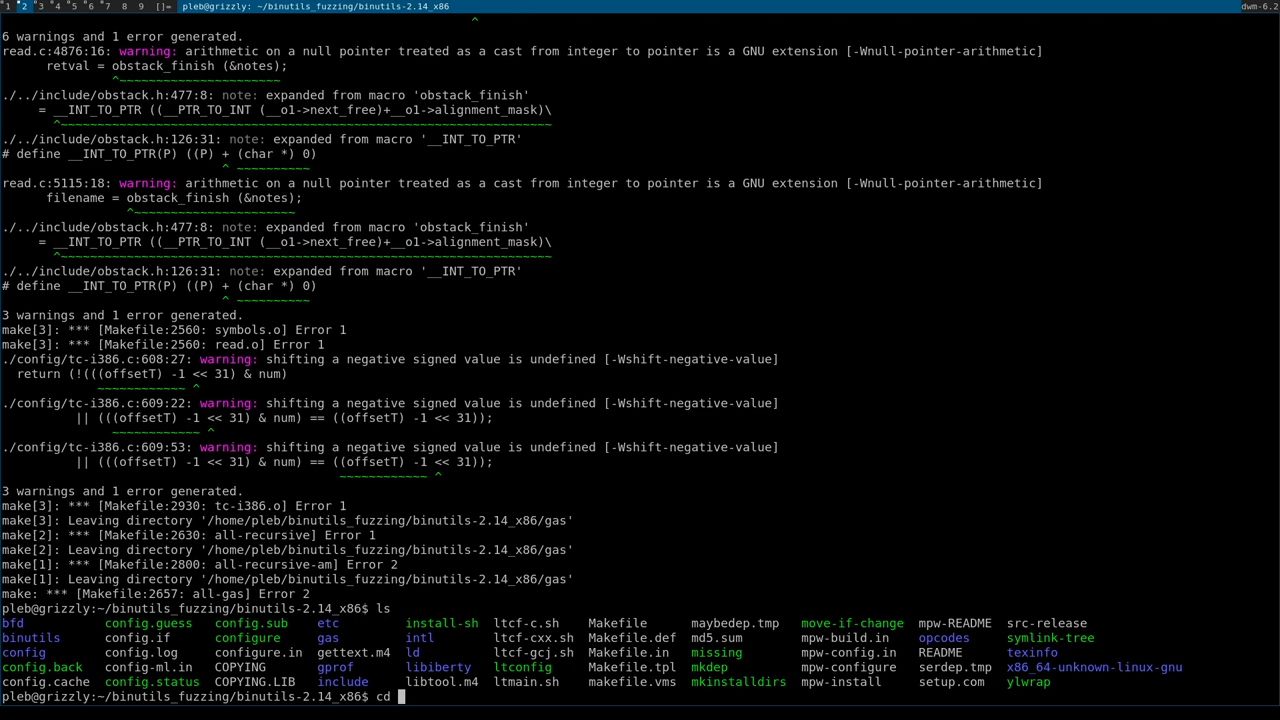 1 2 3 4 5 6 7 8 9 []= pleb@grizzly: ~/binutils_fuzzing/binutils-2.14_x86 dwm-6.2
^
6 warnings and 1 error generated.
read.c:4876:16: warning: arithmetic on a null pointer treated as a cast from integer to pointer is a GNU extension [-Wnull-pointer-arithmetic]
      retval = obstack_finish (&notes);
               ^~~~~~~~~~~~~~~~~~~~~~~
./../include/obstack.h:477:8: note: expanded from macro 'obstack_finish'
     = __INT_TO_PTR ((__PTR_TO_INT (__o1->next_free)+__o1->alignment_mask)\
       ^~~~~~~~~~~~~~~~~~~~~~~~~~~~~~~~~~~~~~~~~~~~~~~~~~~~~~~~~~~~~~~~~~~~
./../include/obstack.h:126:31: note: expanded from macro '__INT_TO_PTR'
# define __INT_TO_PTR(P) ((P) + (char *) 0)
                              ^ ~~~~~~~~~~
read.c:5115:18: warning: arithmetic on a null pointer treated as a cast from integer to pointer is a GNU extension [-Wnull-pointer-arithmetic]
      filename = obstack_finish (&notes);
                 ^~~~~~~~~~~~~~~~~~~~~~~
./../include/obstack.h:477:8: note: expanded from macro 'obstack_finish'
     = __INT_TO_PTR ((__PTR_TO_INT (__o1->next_free)+__o1->alignment_mask)\
       ^~~~~~~~~~~~~~~~~~~~~~~~~~~~~~~~~~~~~~~~~~~~~~~~~~~~~~~~~~~~~~~~~~~~
./../include/obstack.h:126:31: note: expanded from macro '__INT_TO_PTR'
# define __INT_TO_PTR(P) ((P) + (char *) 0)
                              ^ ~~~~~~~~~~
3 warnings and 1 error generated.
make[3]: *** [Makefile:2560: symbols.o] Error 1
make[3]: *** [Makefile:2560: read.o] Error 1
./config/tc-i386.c:608:27: warning: shifting a negative signed value is undefined [-Wshift-negative-value]
  return (!(((offsetT) -1 << 31) & num)
             ~~~~~~~~~~~~ ^
./config/tc-i386.c:609:22: warning: shifting a negative signed value is undefined [-Wshift-negative-value]
          || (((offsetT) -1 << 31) & num) == ((offsetT) -1 << 31));
               ~~~~~~~~~~~~ ^
./config/tc-i386.c:609:53: warning: shifting a negative signed value is undefined [-Wshift-negative-value]
          || (((offsetT) -1 << 31) & num) == ((offsetT) -1 << 31));
                                              ~~~~~~~~~~~~ ^
3 warnings and 1 error generated.
make[3]: *** [Makefile:2930: tc-i386.o] Error 1
make[3]: Leaving directory '/home/pleb/binutils_fuzzing/binutils-2.14_x86/gas'
make[2]: *** [Makefile:2630: all-recursive] Error 1
make[2]: Leaving directory '/home/pleb/binutils_fuzzing/binutils-2.14_x86/gas'
make[1]: *** [Makefile:2800: all-recursive-am] Error 2
make[1]: Leaving directory '/home/pleb/binutils_fuzzing/binutils-2.14_x86/gas'
make: *** [Makefile:2657: all-gas] Error 2
pleb@grizzly:~/binutils_fuzzing/binutils-2.14_x86$ ls
bfd           config.guess   config.sub    etc         install-sh  ltcf-c.sh    Makefile      maybedep.tmp   move-if-change  mpw-README  src-release
binutils      config.if      configure     gas         intl        ltcf-cxx.sh  Makefile.def  md5.sum        mpw-build.in    opcodes     symlink-tree
config        config.log     configure.in  gettext.m4  ld          ltcf-gcj.sh  Makefile.in   missing        mpw-config.in   README      texinfo
config.back   config-ml.in   COPYING       gprof       libiberty   ltconfig     Makefile.tpl  mkdep          mpw-configure   serdep.tmp  x86_64-unknown-linux-gnu
config.cache  config.status  COPYING.LIB   include     libtool.m4  ltmain.sh    makefile.vms  mkinstalldirs  mpw-install     setup.com   ylwrap
pleb@grizzly:~/binutils_fuzzing/binutils-2.14_x86$ cd